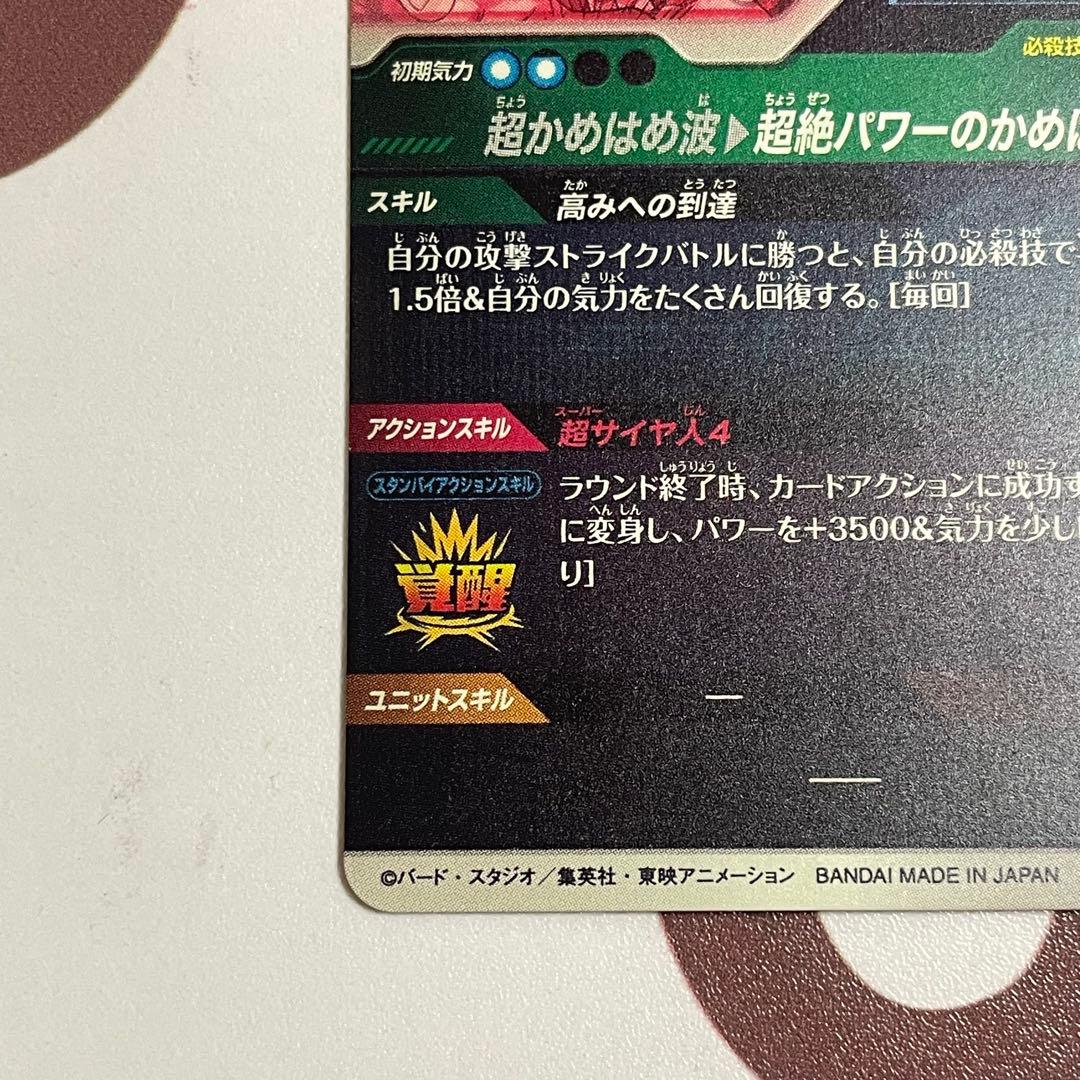 必殺技
初期気力
超かめはめ波▶超絶パワーのかめは
スキル 高みへの到達
自分の攻撃ストライクバトルに勝つと、自分の必殺技で
1.5倍&自分の気力をたくさん回復する。[毎回]
アクションスキル 超サイヤ人4
スタンバイアクションスキル
覚醒
ラウンド終了時、カードアクションに成功す
に変身し、パワーを+3500&気力を少し
り]
ユニットスキル —
—
©バード・スタジオ／集英社・東映アニメーション BANDAI MADE IN JAPAN